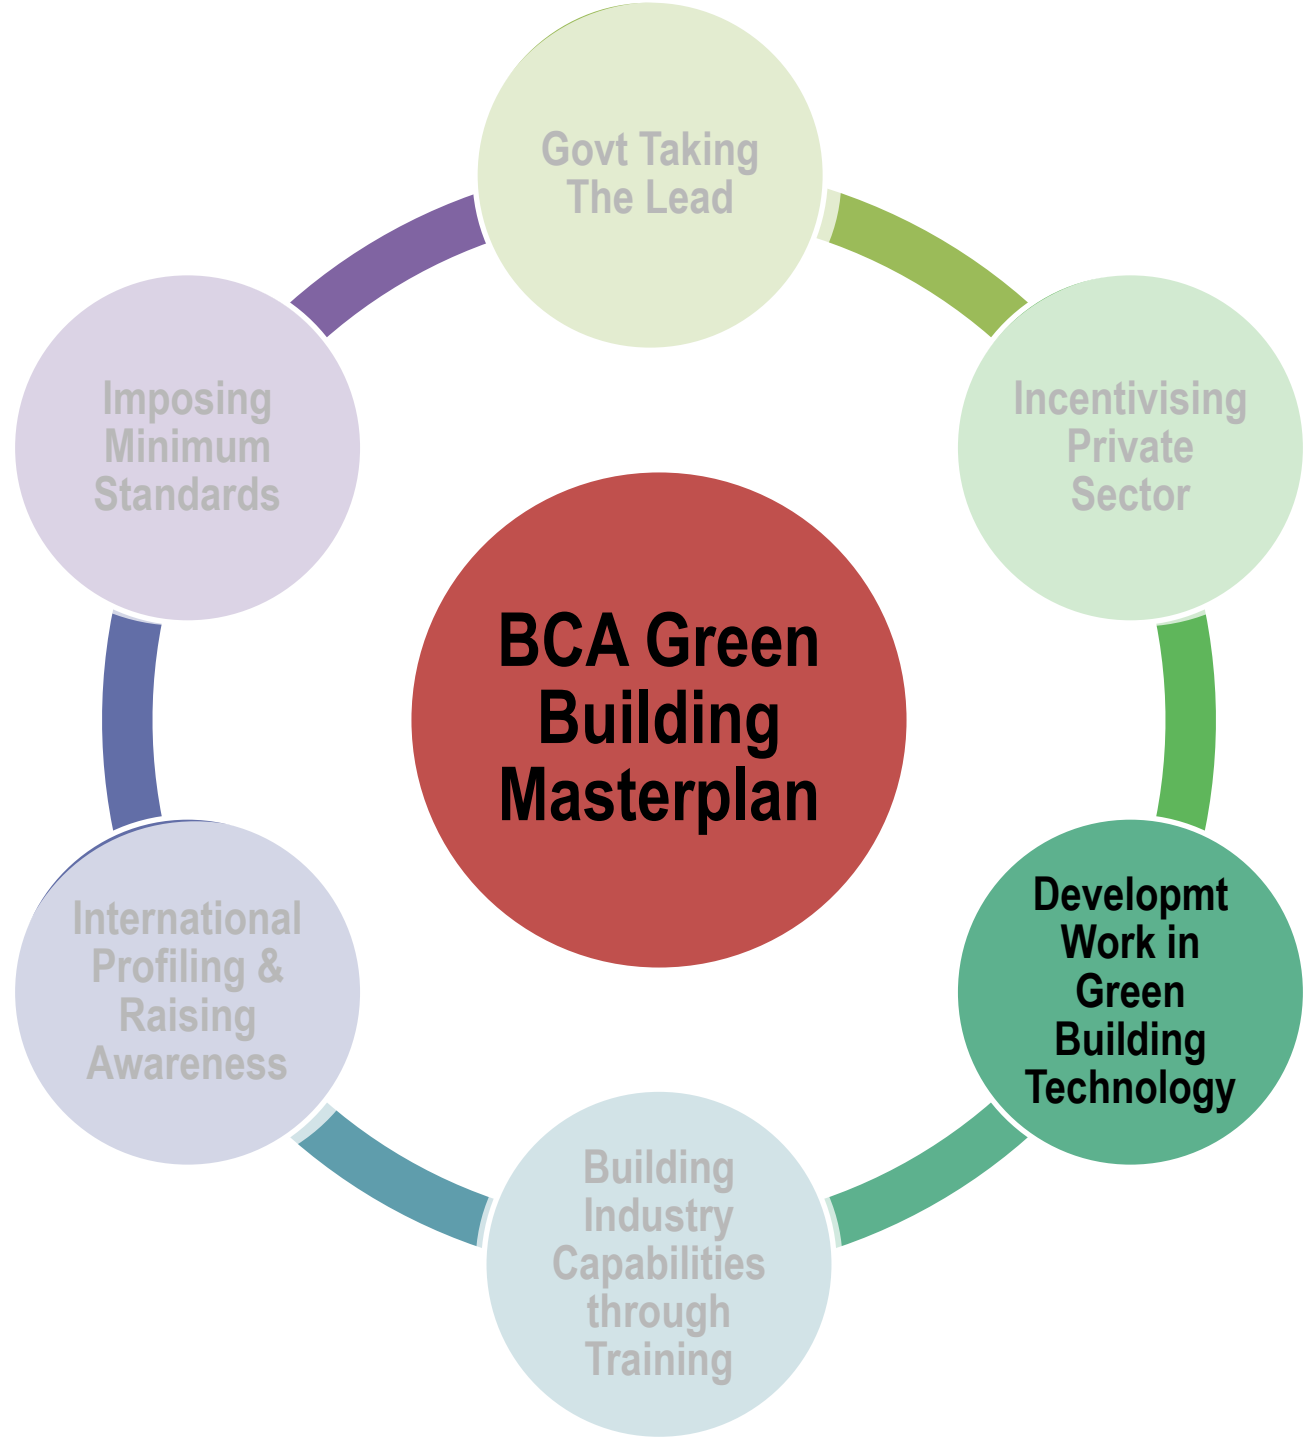 Govt Taking
The Lead
Incentivising
Private
Sector
Developmt
Work in
Green
Building
Technology
Building
Industry
Capabilities
through
Training
International
Profiling &
Raising
Awareness
Imposing
Minimum
Standards
BCA Green
Building
Masterplan